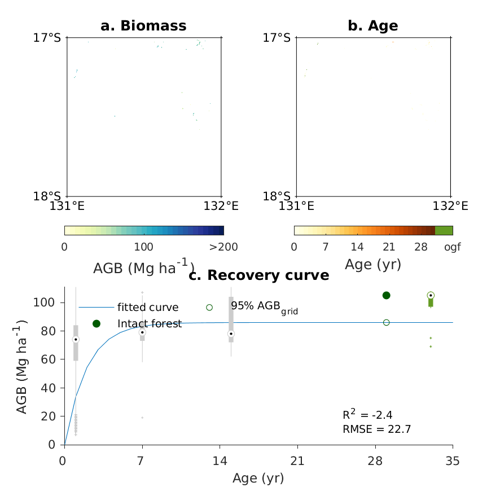 a. Biomass
b. Age
17°S
17°S
18°S
18°S
131°E
132°E
131°E
132°E
0
100
>200
0
7
14
21
28
ogf
AGB (Mg ha-1)
Age (yr)
c. Recovery curve
fitted curve
95% AGBgrid
Intact forest
100
80
60
40
20
0
AGB (Mg ha-1)
R2 = -2.4
RMSE = 22.7
0
7
14
21
28
35
Age (yr)